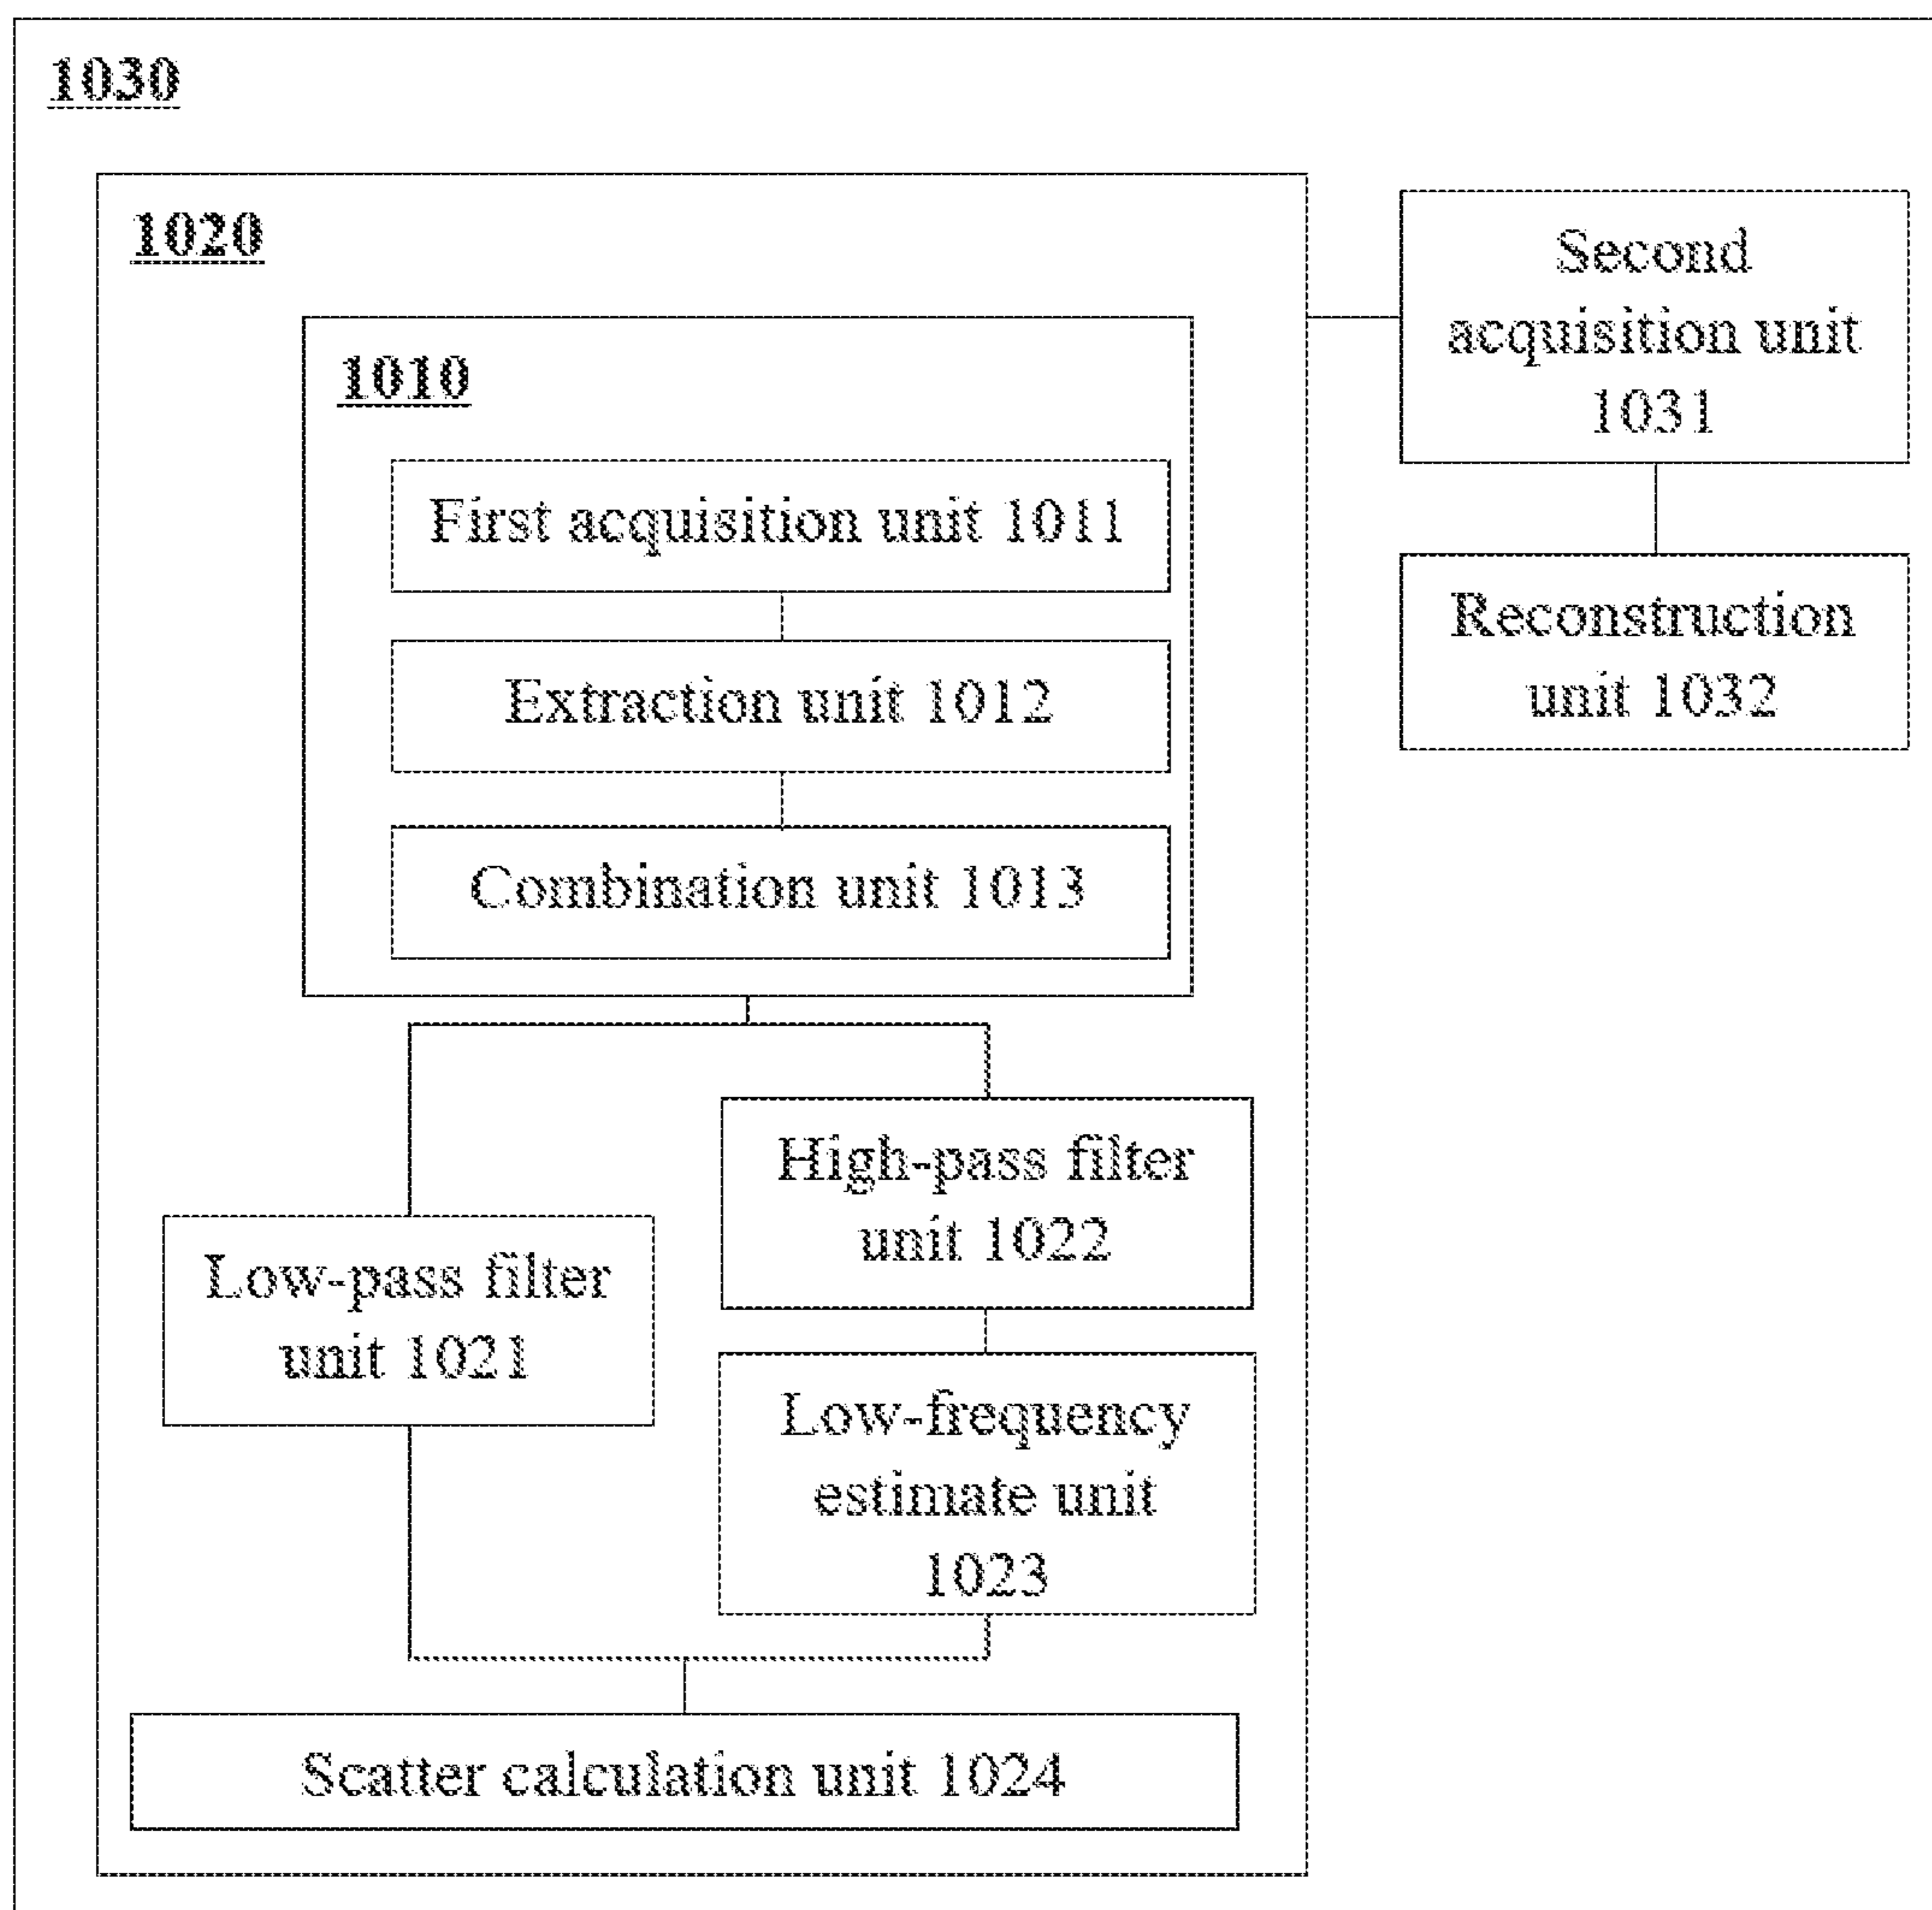 1030
1020
1010
First acquisition unit 1011
Extraction unit 1012
Combination unit 1013
Second
acquisition unit
1031
Reconstruction
unit 1032
Low-pass filter
unit 1021
High-pass filter
unit 1022
Low-frequency
estimate unit
1023
Scatter calculation unit 1024